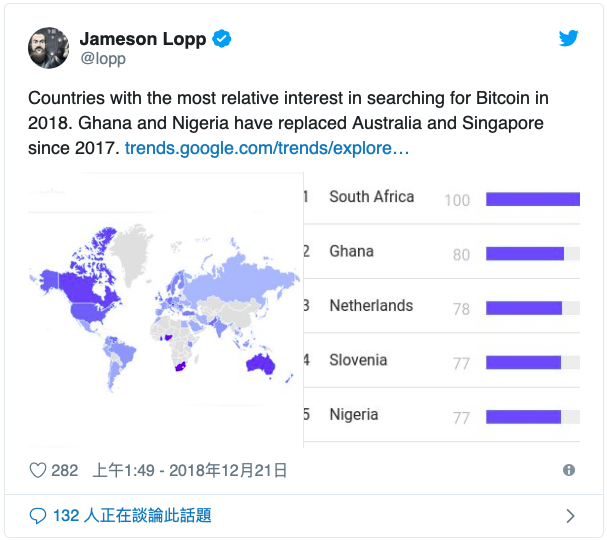 Jameson Lopp
@lopp
Countries with the most relative interest in searching for Bitcoin in
2018. Ghana and Nigeria have replaced Australia and Singapore
since 2017. trends.google.com/trends/explore…
1 South Africa 100
2 Ghana 80
3 Netherlands 78
4 Slovenia 77
5 Nigeria 77
282 上午1:49 - 2018年12月21日
132 人正在談論此話題